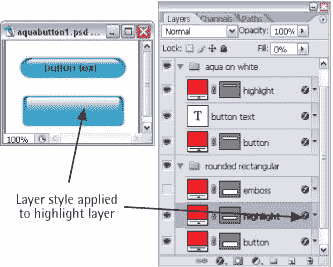 aquabutton1.psd ...
button text
100%
Layer style applied
to highlight layer
Layers Channels Paths
Normal Opacity: 100%
Lock: Fill: 0%
aqua on white
highlight
T button text
button
rounded rectangular
emboss
highlight
button